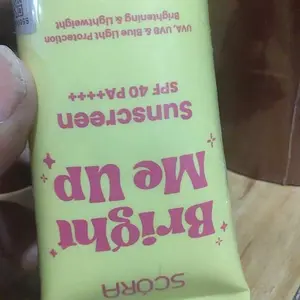 SCORA
Bright
Me Up
Sunscreen
SPF 40 PA++++
UVA, UVB & Blue Light Protection
Brightening & Lightweight